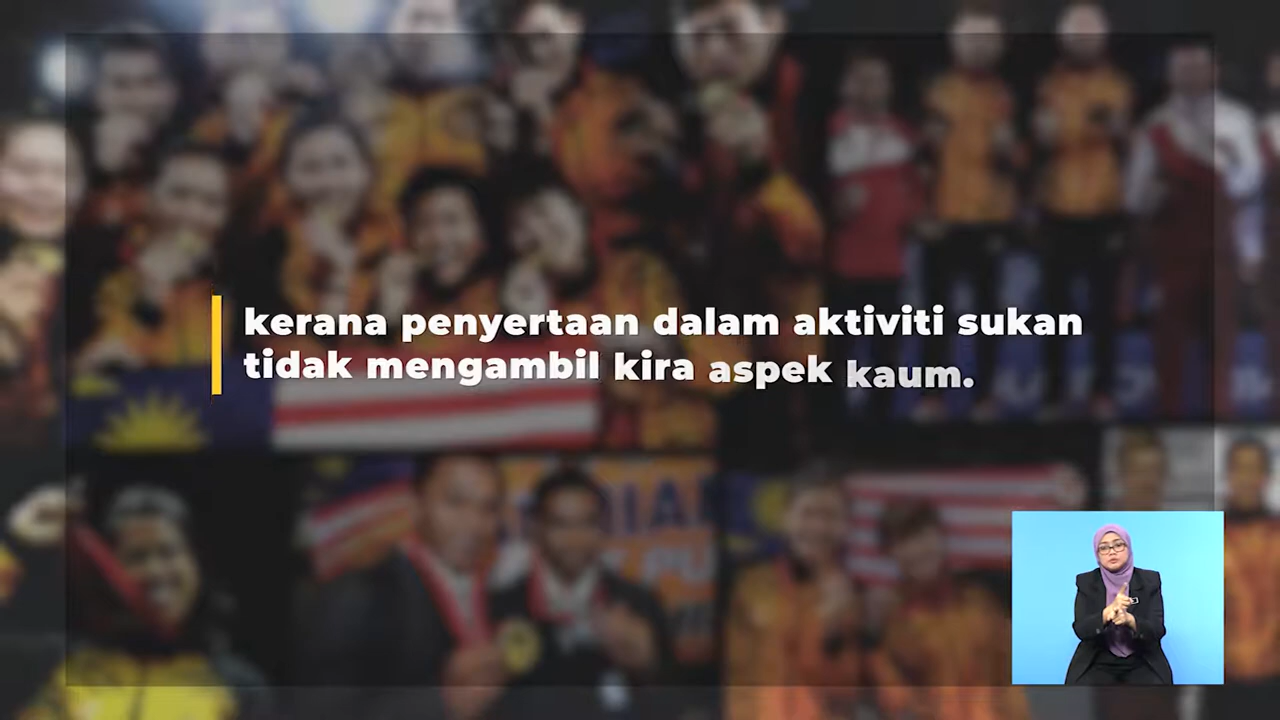 kerana penyertaan dalam aktiviti sukan
tidak mengambil kira aspek kaum.